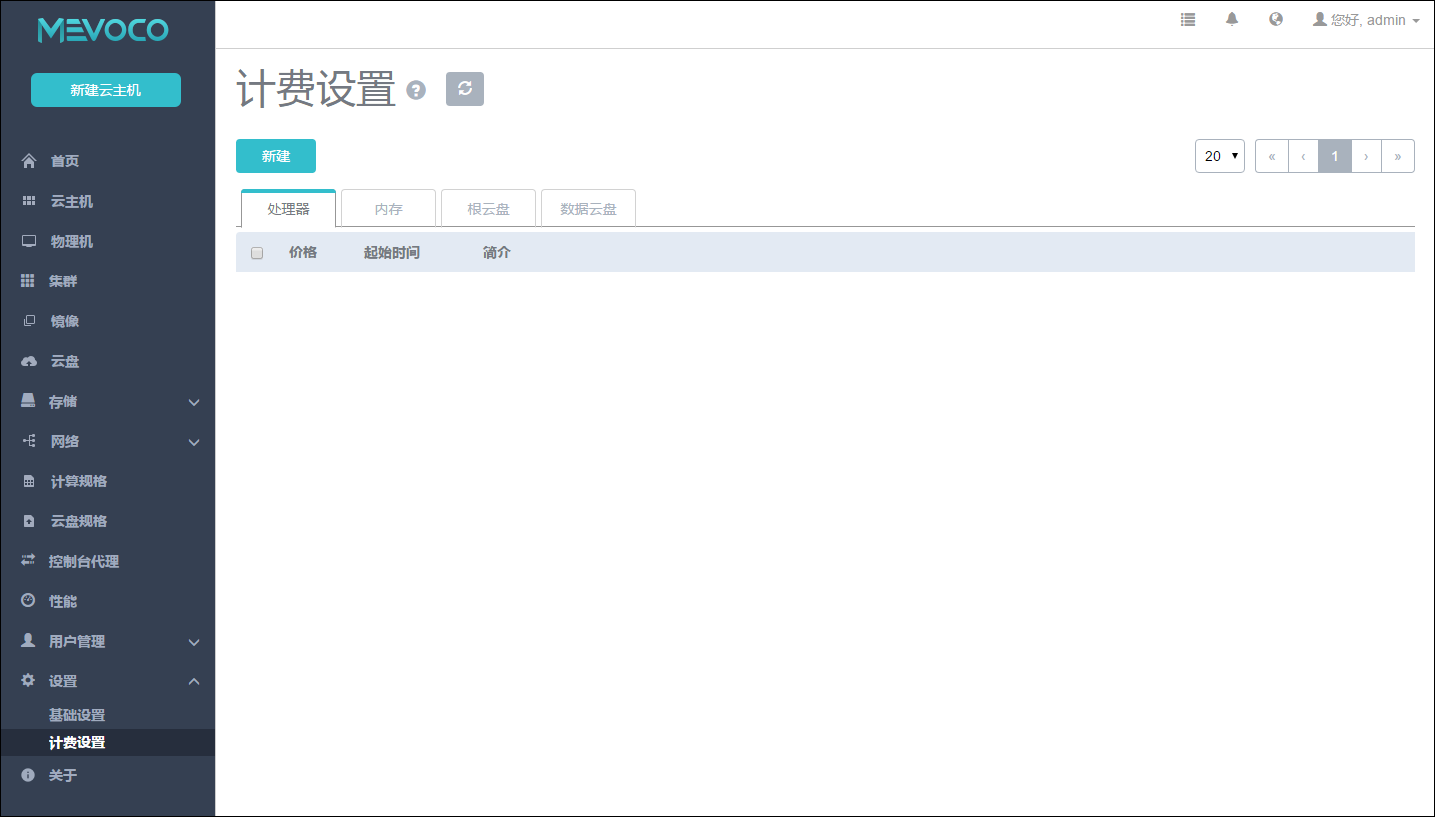 MEVOCO
您好, admin
新建云主机
首页
云主机
物理机
集群
镜像
云盘
存储
网络
计算规格
云盘规格
控制台代理
性能
用户管理
设置
基础设置
计费设置
关于
计费设置 ?
新建
20 « ‹ 1 › »
处理器 内存 根云盘 数据云盘
价格 起始时间 简介